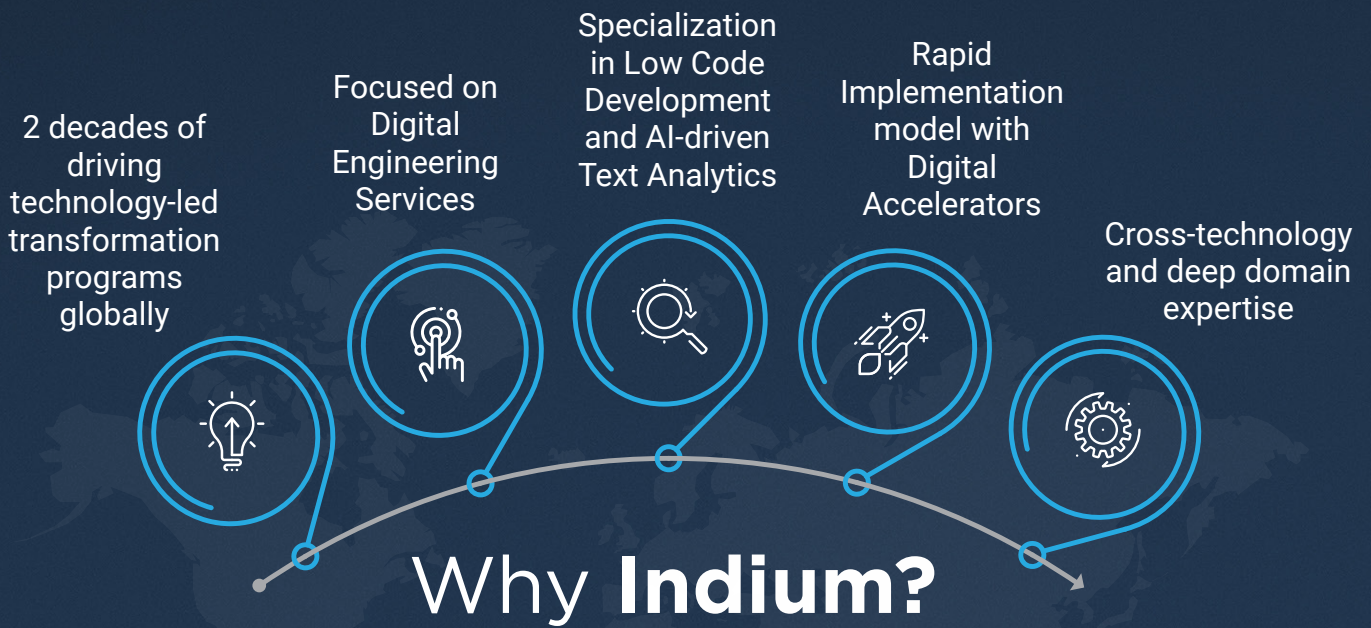 2 decades of
driving
technology-led
transformation
programs
globally
Focused on
Digital
Engineering
Services
Specialization
in Low Code
Development
and AI-driven
Text Analytics
Rapid
Implementation
model with
Digital
Accelerators
Cross-technology
and deep domain
expertise
Why Indium?